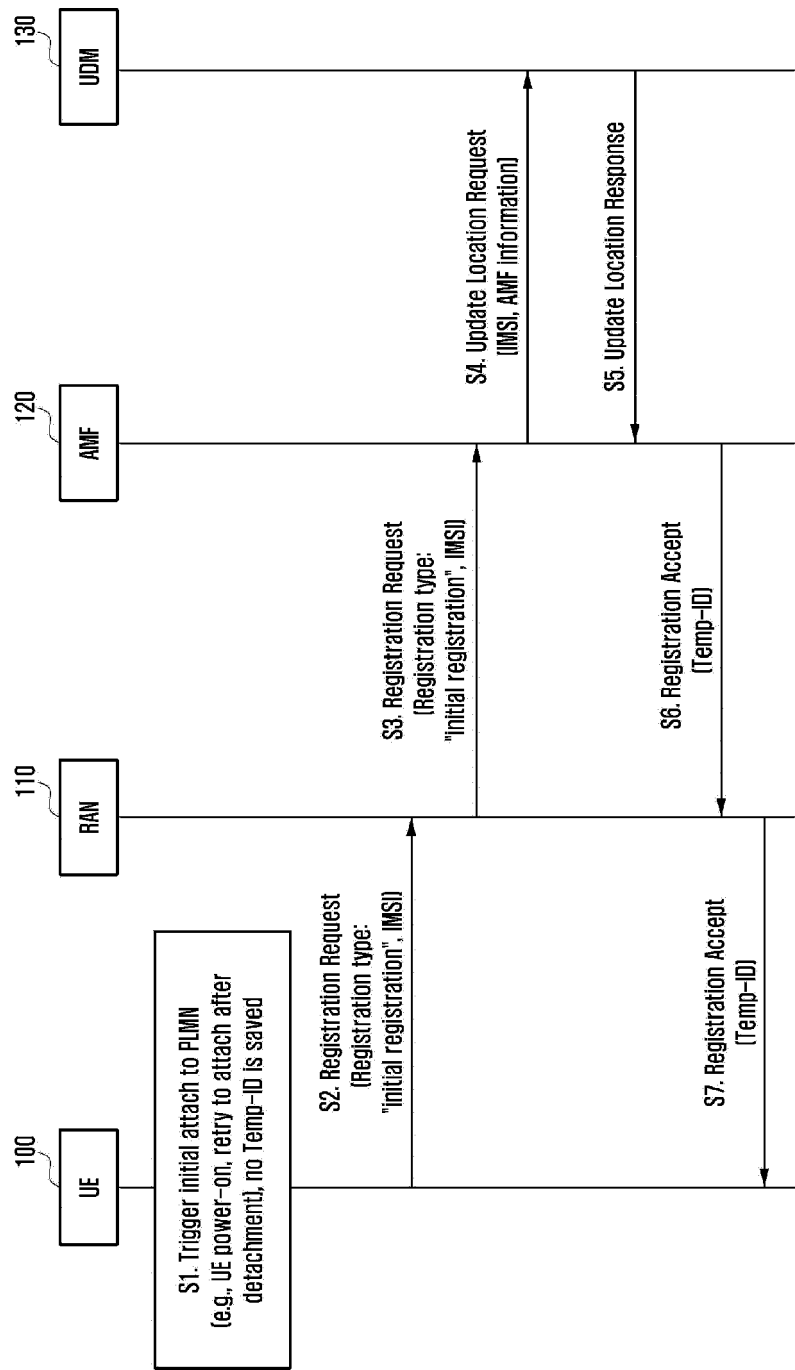 100
UE
110
RAN
120
AMF
130
UDM
S1. Trigger initial attach to PLMN
(e.g., UE power-on, retry to attach after
detachment), no Temp-ID is saved
S2. Registration Request
(Registration type:
"initial registration", IMSI)
S3. Registration Request
(Registration type:
"initial registration", IMSI)
S4. Update Location Request
(IMSI, AMF information)
S5. Update Location Response
S6. Registration Accept
(Temp-ID)
S7. Registration Accept
(Temp-ID)